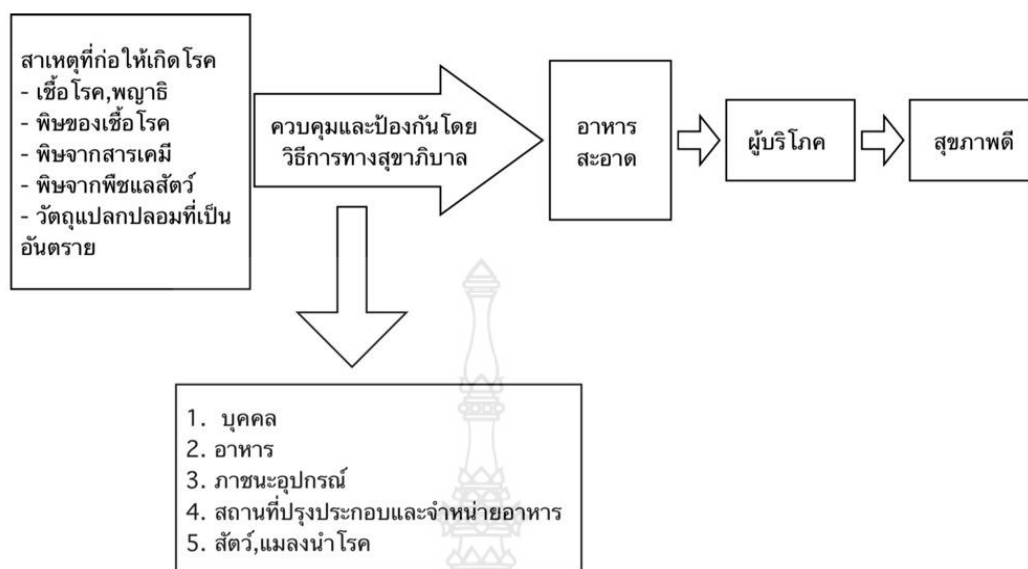 สาเหตุที่ก่อให้เกิดโรค
- เชื้อโรค,พญาธิ
- พิษของเชื้อโรค
- พิษจากสารเคมี
- พิษจากพืชแลสัตว์
- วัตถุแปลกปลอมที่เป็น
อันตราย
ควบคุมและป้องกันโดย
วิธีการทางสุขาภิบาล
อาหาร
สะอาด
ผู้บริโภค
สุขภาพดี
1. บุคคล
2. อาหาร
3. ภาชนะอุปกรณ์
4. สถานที่ปรุงประกอบและจำหน่ายอาหาร
5. สัตว์,แมลงนำโรค